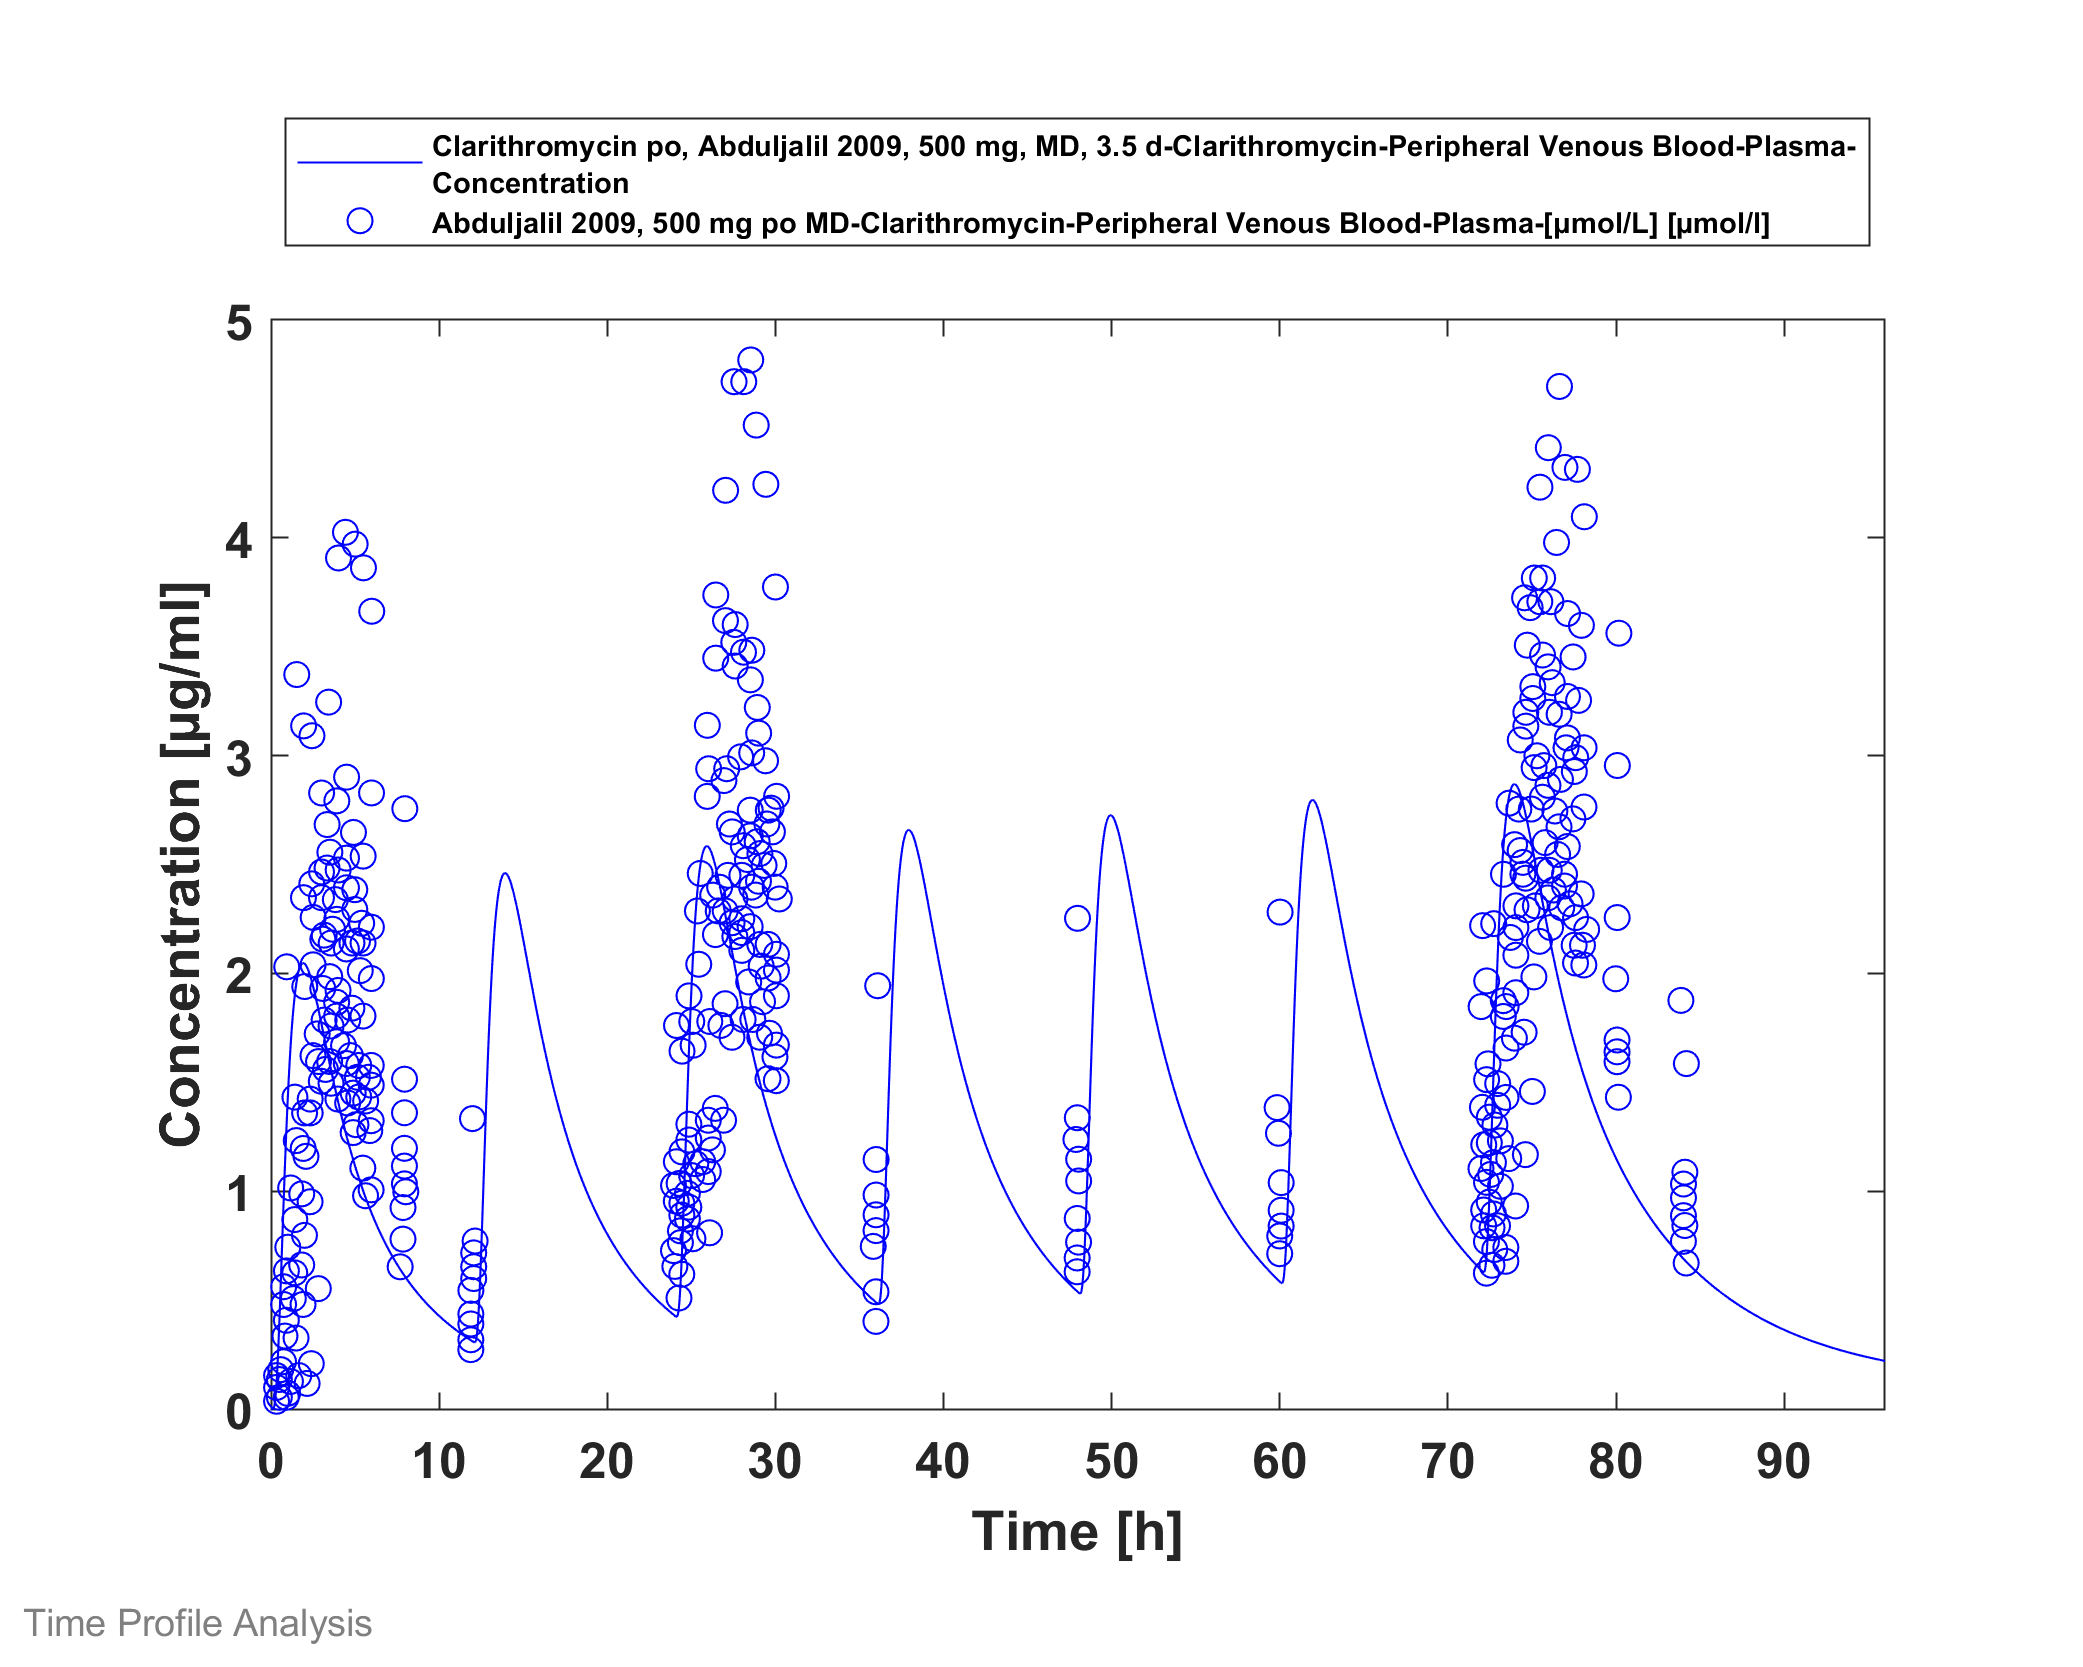 Clarithromycin po, Abduljalil 2009, 500 mg, MD, 3.5 d-Clarithromycin-Peripheral Venous Blood-Plasma-
Concentration
Abduljalil 2009, 500 mg po MD-Clarithromycin-Peripheral Venous Blood-Plasma-[µmol/L] [µmol/l]
5
4
3
2
1
0
Concentration [µg/ml]
0 10 20 30 40 50 60 70 80 90
Time [h]
Time Profile Analysis